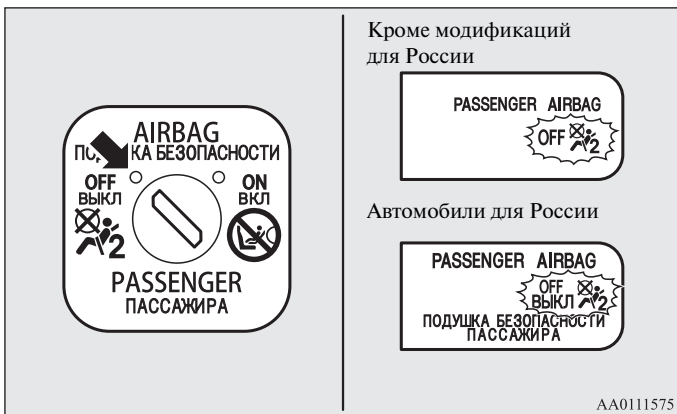 AIRBAG
КА БЕЗОПАСНОСТИ
OFF
ВЫКЛ
ON
ВКЛ
2
PASSENGER
ПАССАЖИРА
Кроме модификаций
для России
PASSENGER AIRBAG
OFF 2
Автомобили для России
PASSENGER AIRBAG
OFF
ВЫКЛ 2
ПОДУШКА БЕЗОПАСНОСТИ
ПАССАЖИРА
AA0111575